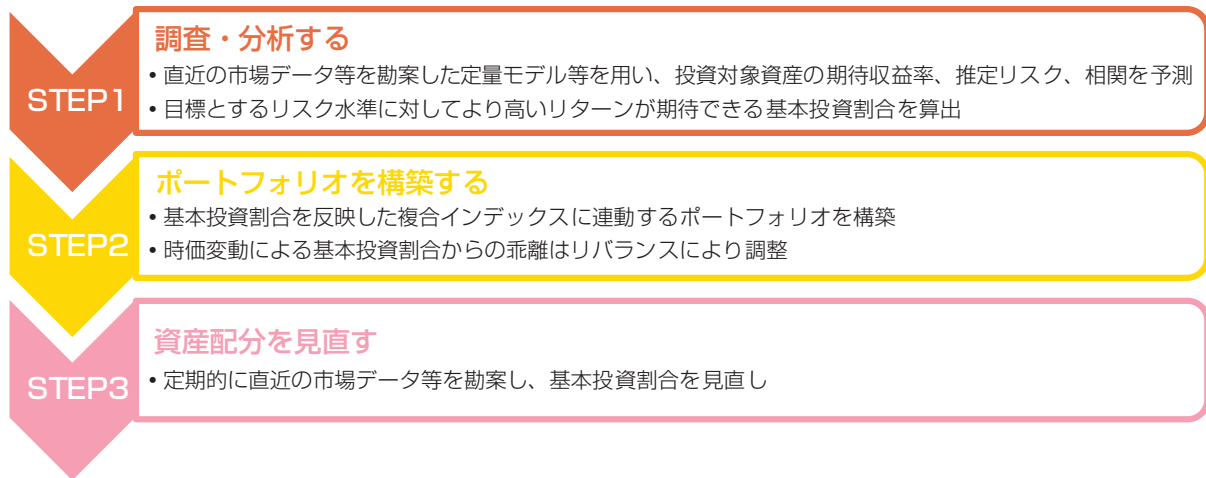 STEP1
調査・分析する
•直近の市場データ等を勘案した定量モデル等を用い、投資対象資産の期待収益率、推定リスク、相関を予測
•目標とするリスク水準に対してより高いリターンが期待できる基本投資割合を算出
STEP2
ポートフォリオを構築する
•基本投資割合を反映した複合インデックスに連動するポートフォリオを構築
•時価変動による基本投資割合からの乖離はリバランスにより調整
STEP3
資産配分を見直す
•定期的に直近の市場データ等を勘案し、基本投資割合を見直し